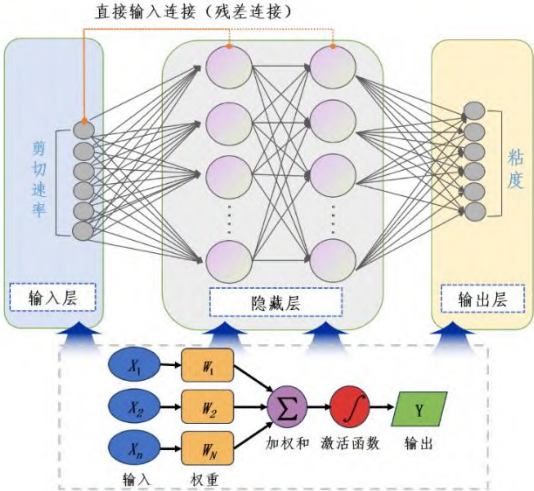 直接输入连接（残差连接）
剪切速率
粘度
输入层
隐藏层
输出层
X₁ W₁
X₂ W₂ Σ ∫ Y
Xₙ W_N
加权和 激活函数 输出
输入 权重